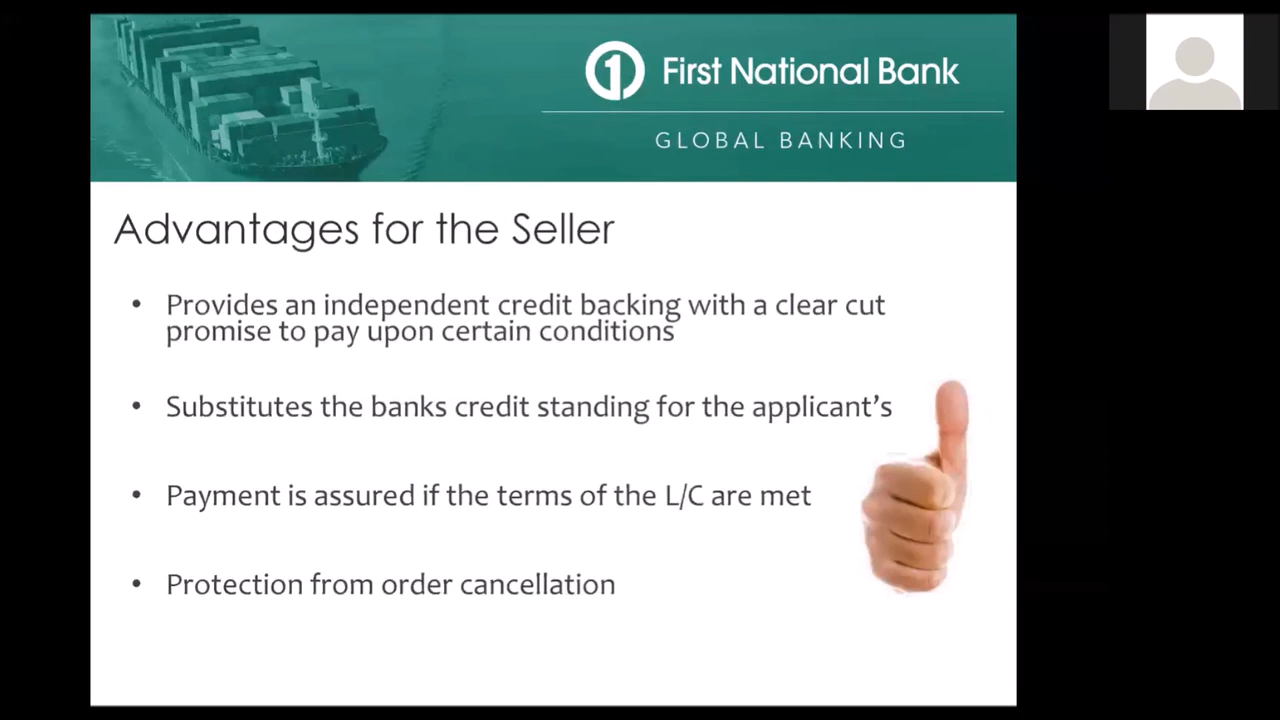 1 First National Bank
GLOBAL BANKING
Advantages for the Seller
• Provides an independent credit backing with a clear cut
promise to pay upon certain conditions
• Substitutes the banks credit standing for the applicant’s
• Payment is assured if the terms of the L/C are met
• Protection from order cancellation